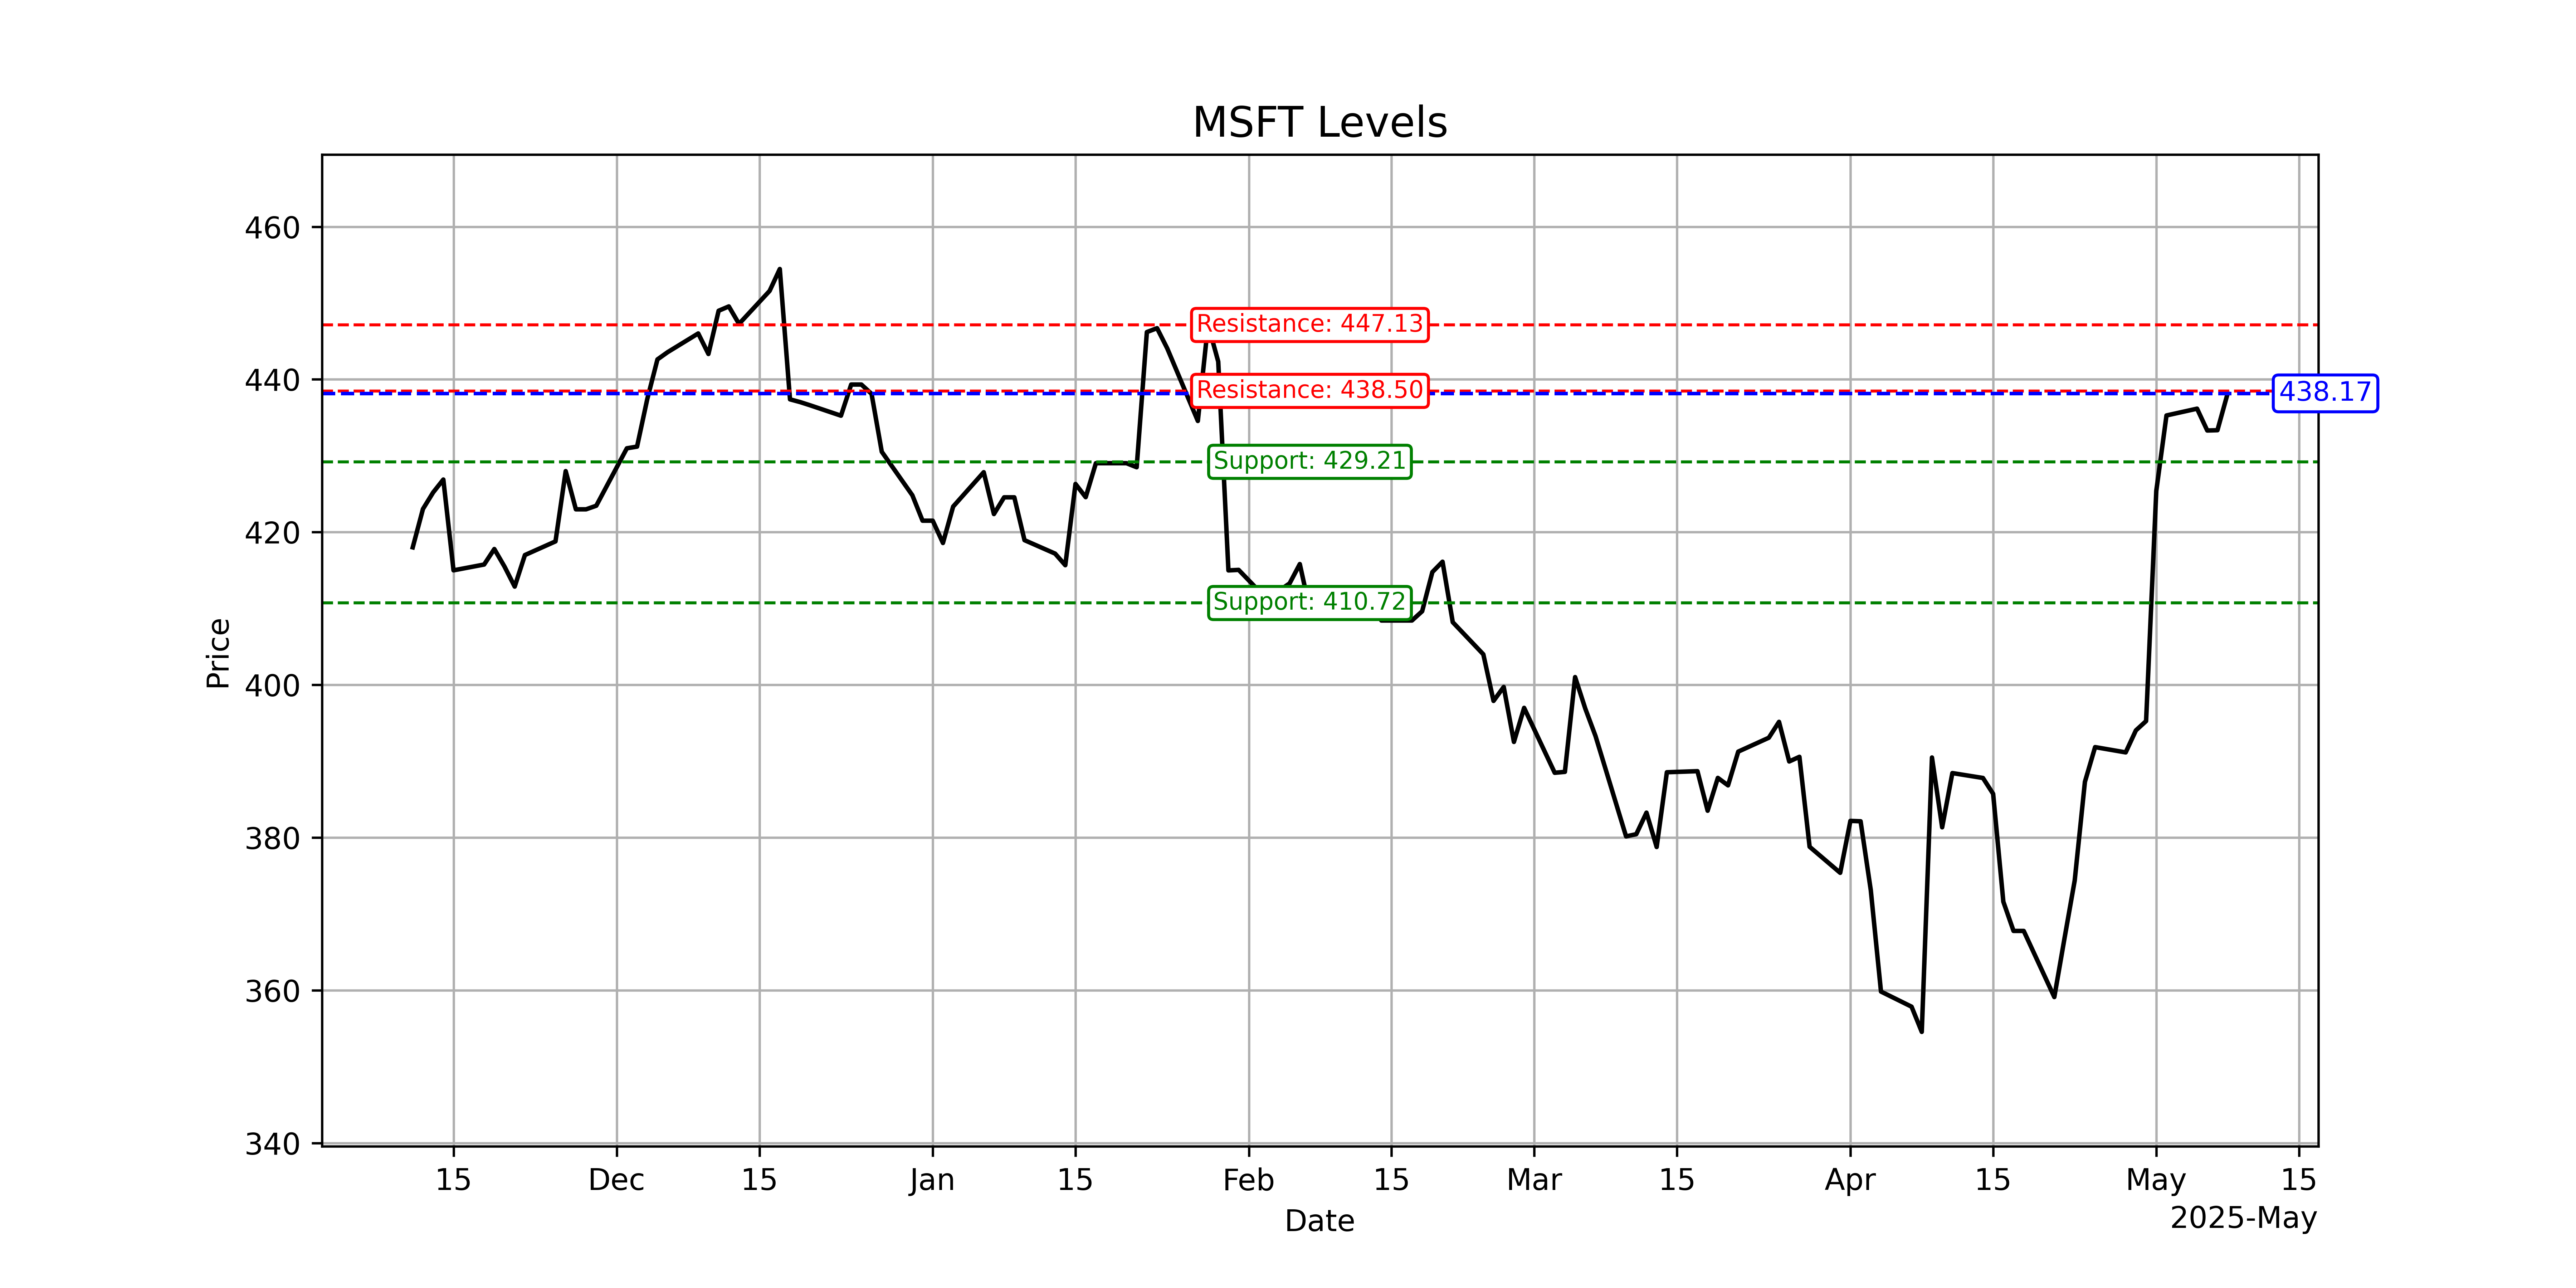 MSFT Levels
460
440
420
400
380
360
340
Price
Resistance: 447.13
Resistance: 438.50
438.17
Support: 429.21
Support: 410.72
15 Dec 15 Jan 15 Feb 15 Mar 15 Apr 15 May 15
Date
2025-May